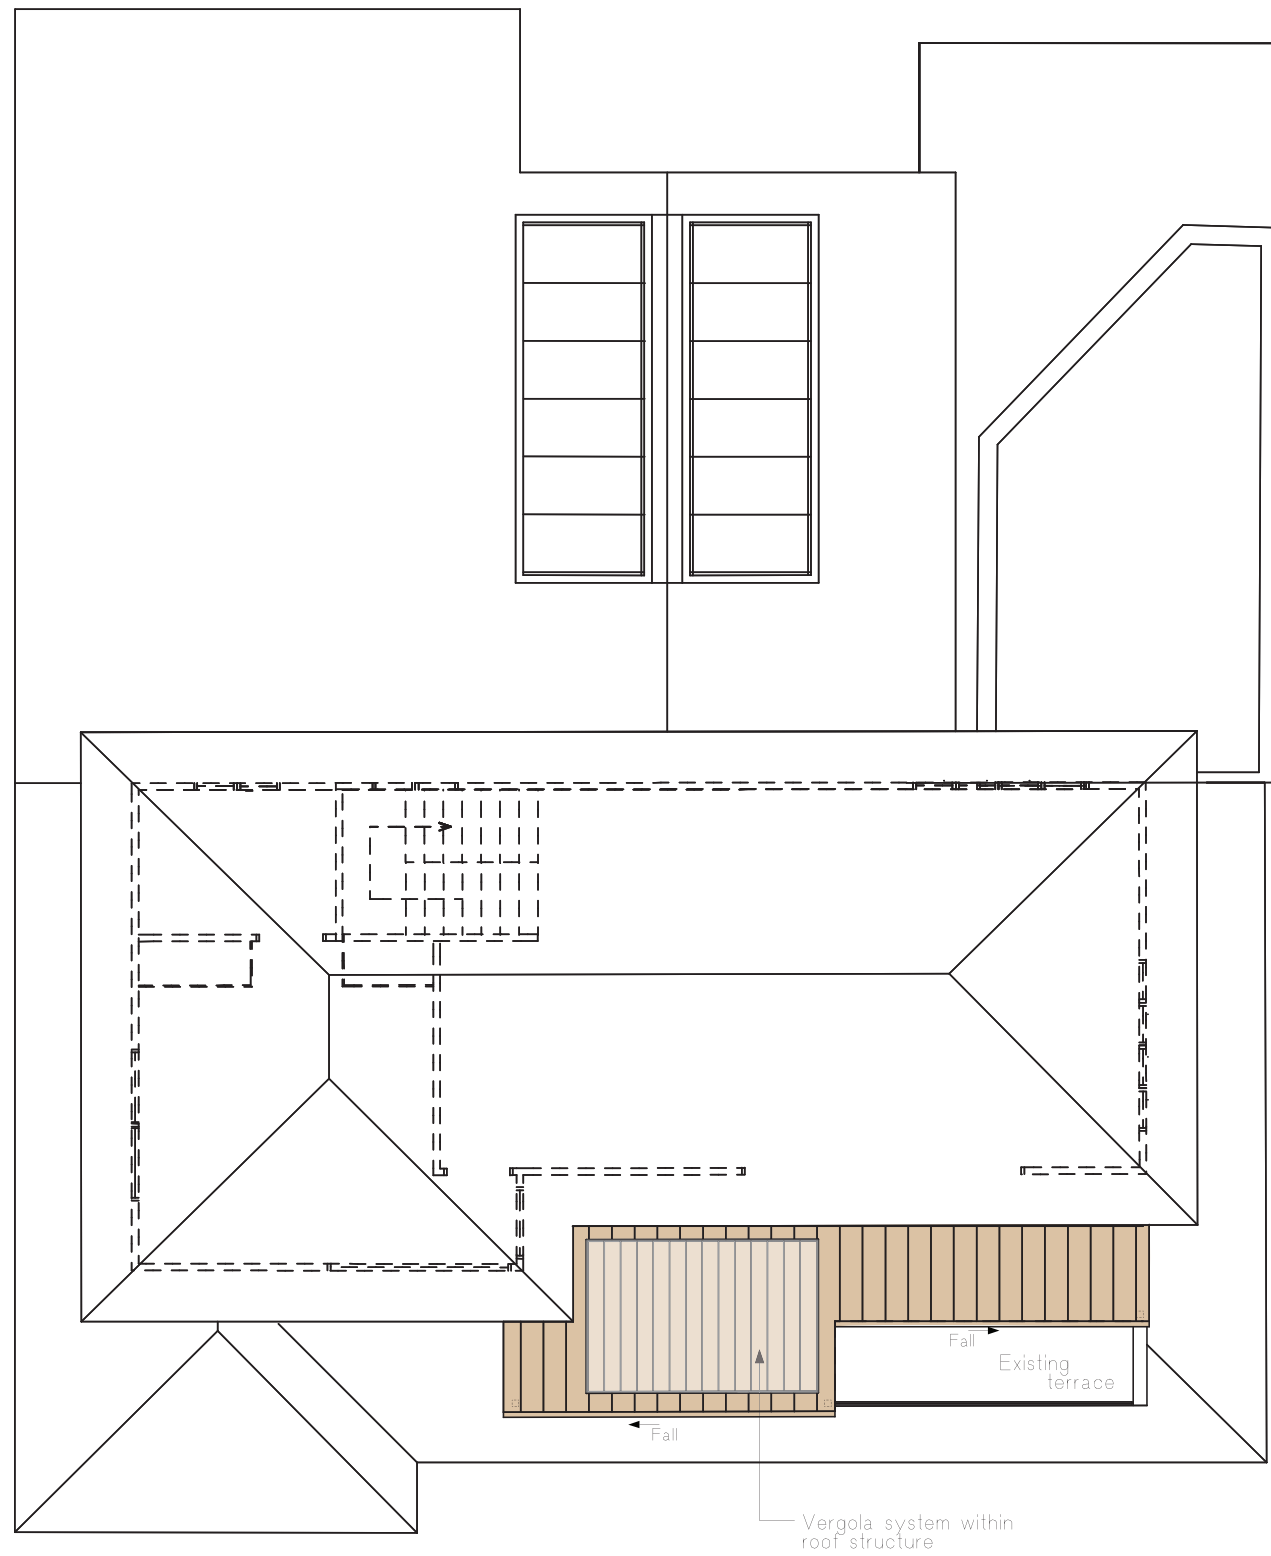 Fall
Existing
terrace
Fall
Vergola system within
roof structure